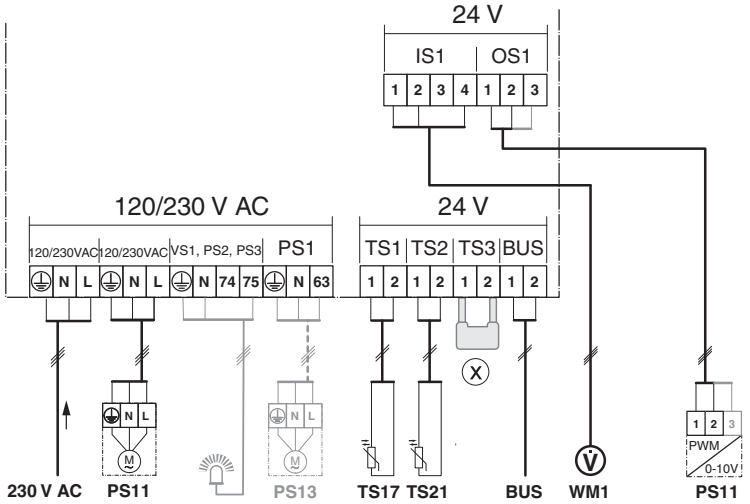 24 V
IS1 OS1
1 2 3 4 1 2 3
120/230 V AC 24 V
120/230VAC 120/230VAC VS1, PS2, PS3 PS1 TS1 TS2 TS3 BUS
N L N L N 74 75 N 63 1 2 1 2 1 2 1 2
X
N L N L 1 2 3
M ~ M ~ V̇ PWM
0-10V
230 V AC PS11 PS13 TS17 TS21 BUS WM1 PS11